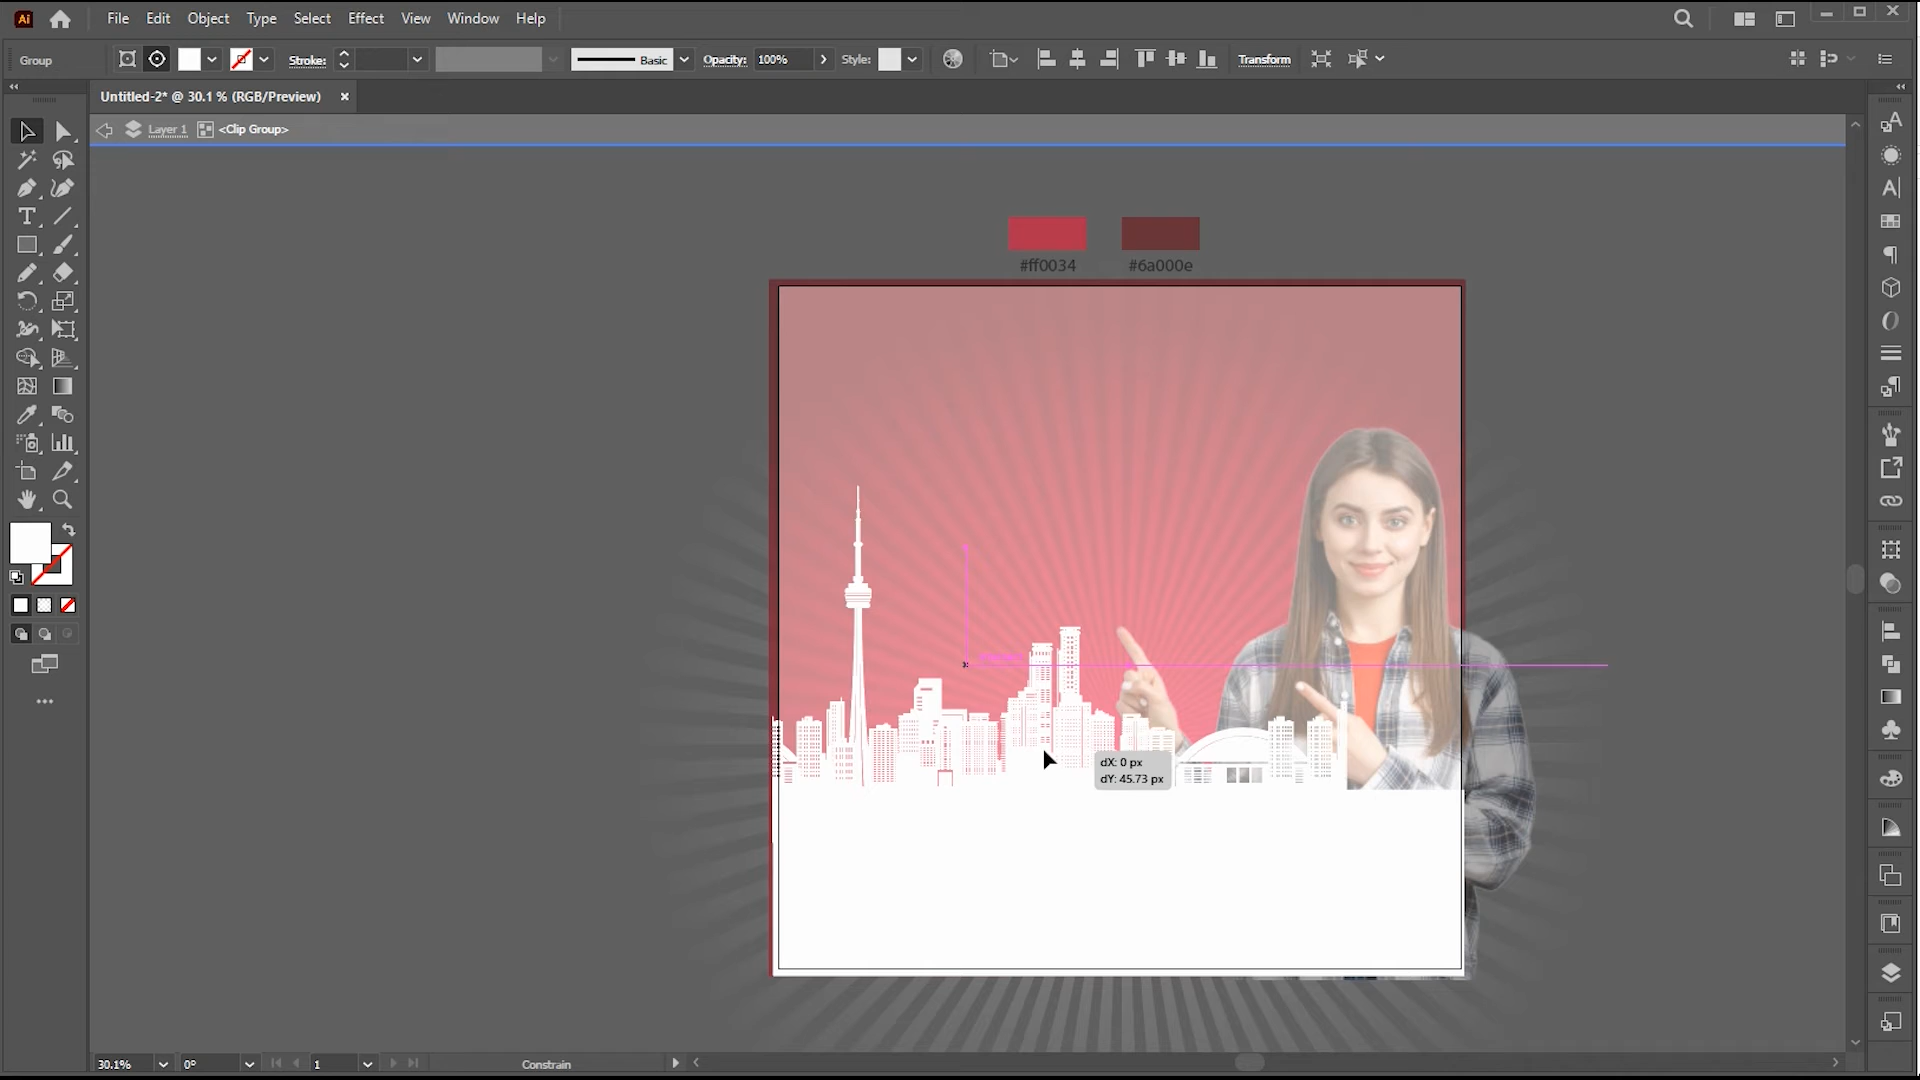 Ai File Edit Object Type Select Effect View Window Help
Group Stroke: Basic Opacity: 100% Style: Transform
Untitled-2* @ 30.1 % (RGB/Preview) ×
Layer 1 <Clip Group>
#ff0034 #6a000e
dX: 0 px
dY: 45.73 px
30.1% 0° 1 Constrain